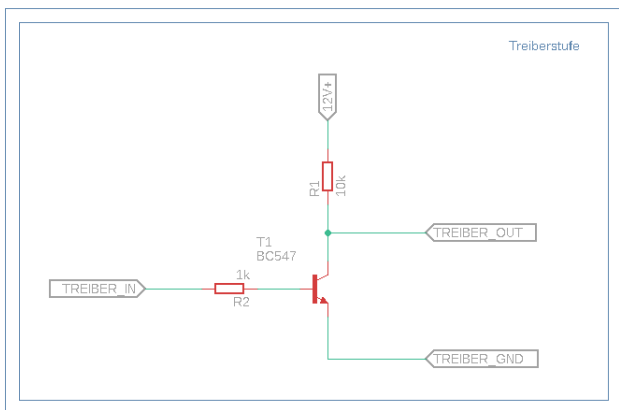 Treiberstufe
12V+
R1
10k
TREIBER_OUT
T1
BC547
1k
TREIBER_IN
R2
TREIBER_GND